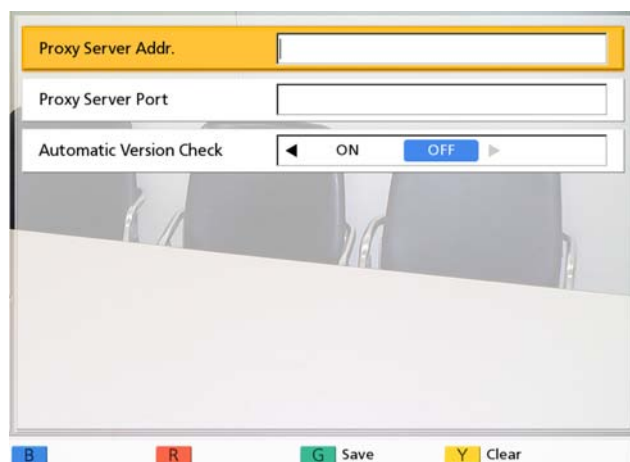 Proxy Server Addr.
Proxy Server Port
Automatic Version Check ON OFF
B R G Save Y Clear